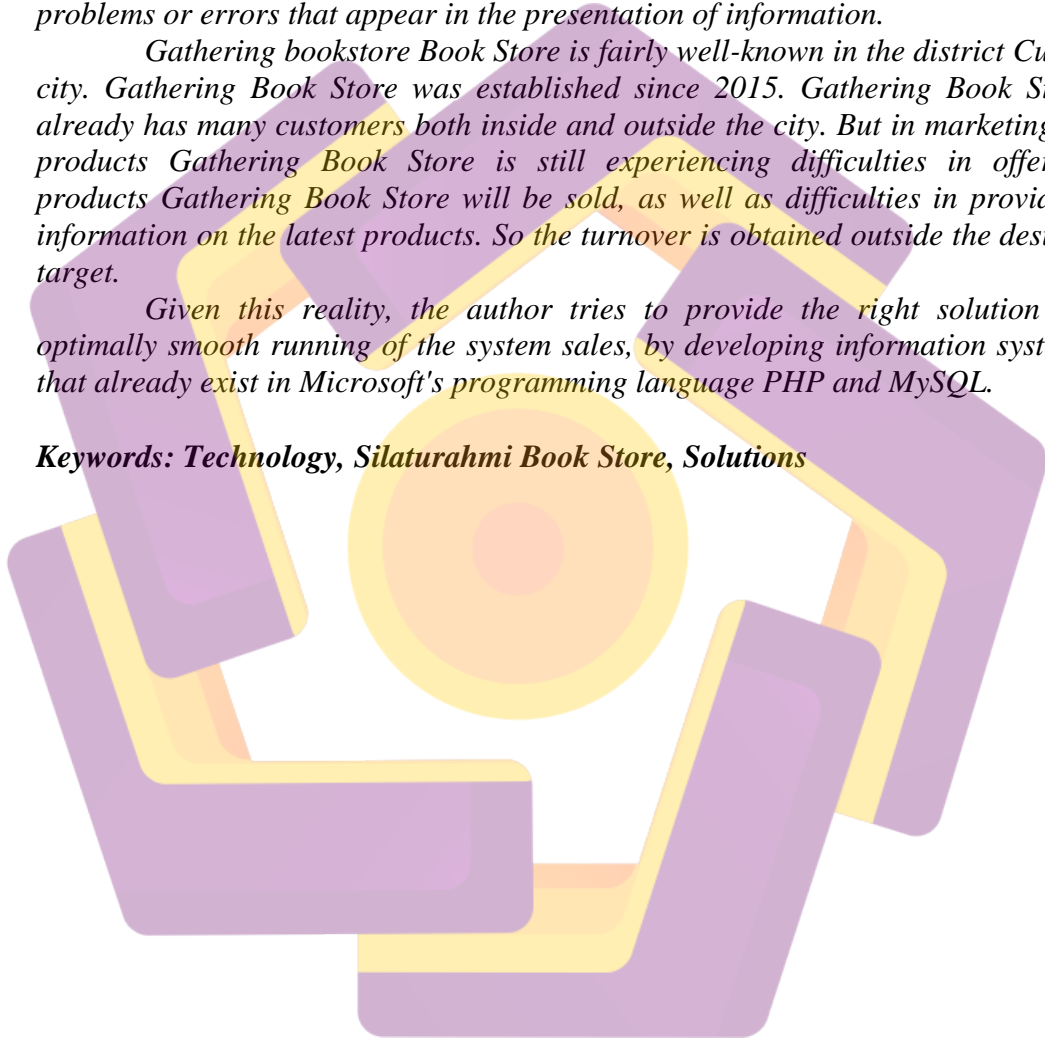 problems or errors that appear in the presentation of information.
Gathering bookstore Book Store is fairly well-known in the district Cu
city. Gathering Book Store was established since 2015. Gathering Book S
already has many customers both inside and outside the city. But in marketing
products Gathering Book Store is still experiencing difficulties in offer
products Gathering Book Store will be sold, as well as difficulties in provid
information on the latest products. So the turnover is obtained outside the desi
target.
Given this reality, the author tries to provide the right solution
optimally smooth running of the system sales, by developing information syst
that already exist in Microsoft's programming language PHP and MySQL.
Keywords: Technology, Silaturahmi Book Store, Solutions